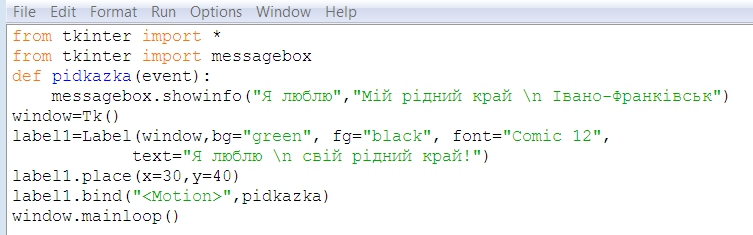 File Edit Format Run Options Window Help
from tkinter import *
from tkinter import messagebox
def pidkazka(event):
    messagebox.showinfo("Я люблю","Мій рідний край \n Івано-Франківськ")
window=Tk()
label1=Label(window,bg="green", fg="black", font="Comic 12",
            text="Я люблю \n свій рідний край!")
label1.place(x=30,y=40)
label1.bind("<Motion>",pidkazka)
window.mainloop()